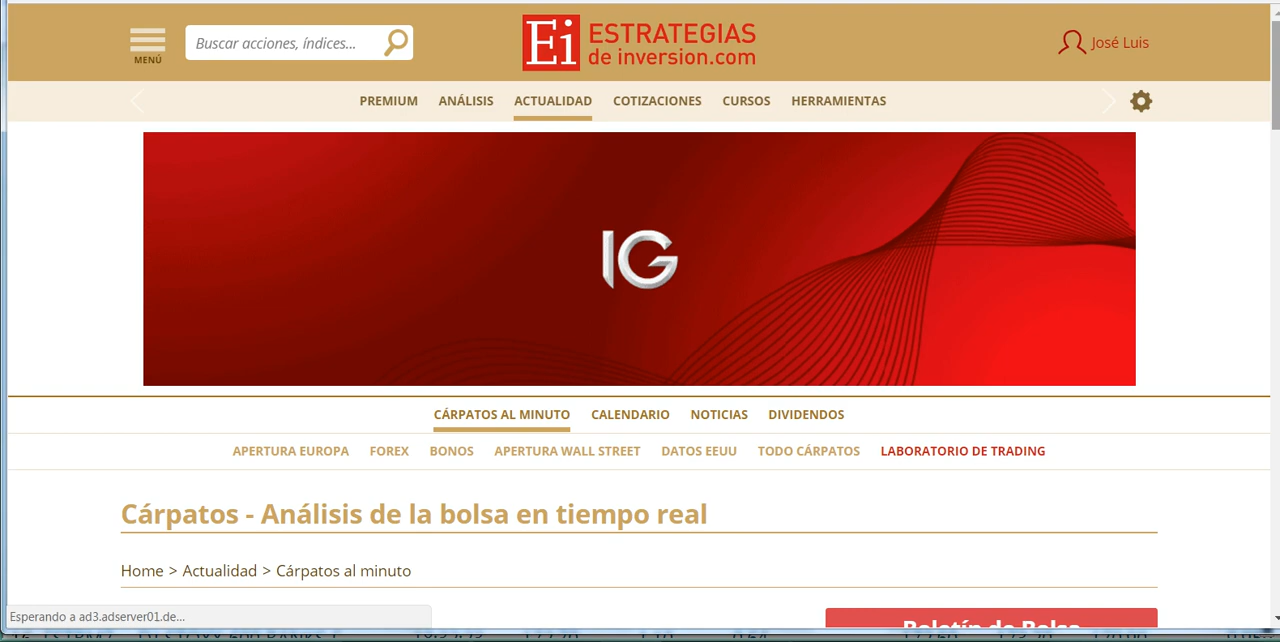 MENÚ
Buscar acciones, índices...
Ei ESTRATEGIAS
de inversion.com
José Luis
PREMIUM ANÁLISIS ACTUALIDAD COTIZACIONES CURSOS HERRAMIENTAS
IG
CÁRPATOS AL MINUTO CALENDARIO NOTICIAS DIVIDENDOS
APERTURA EUROPA FOREX BONOS APERTURA WALL STREET DATOS EEUU TODO CÁRPATOS LABORATORIO DE TRADING
Cárpatos - Análisis de la bolsa en tiempo real
Home > Actualidad > Cárpatos al minuto
Esperando a ad3.adserver01.de...
Boletín de Bolsa